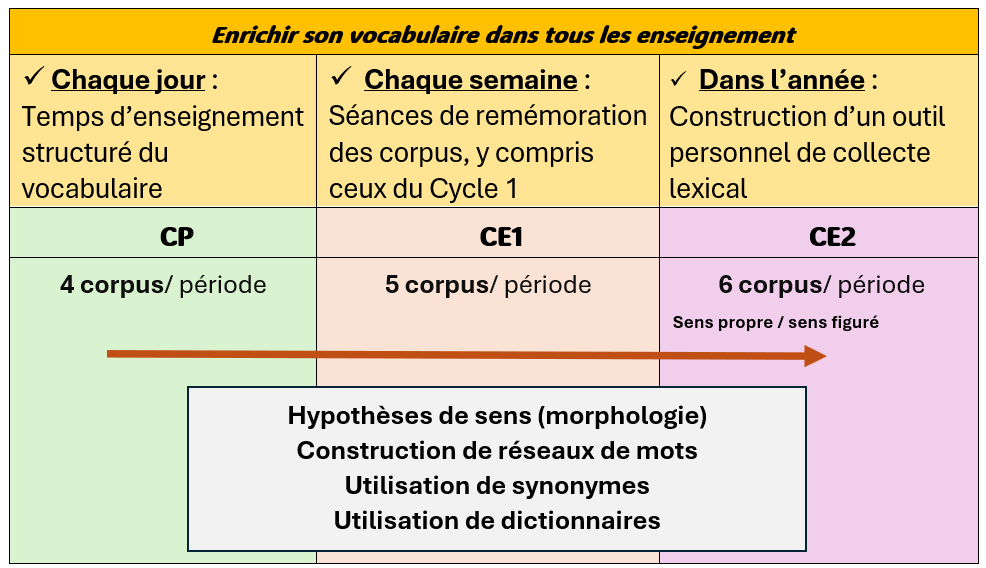 Enrichir son vocabulaire dans tous les enseignement
✓ Chaque jour :
Temps d'enseignement
structuré du
vocabulaire
✓ Chaque semaine :
Séances de remémoration
des corpus, y compris
ceux du Cycle 1
✓ Dans l'année :
Construction d'un outil
personnel de collecte
lexical
CP
CE1
CE2
4 corpus/ période
5 corpus/ période
6 corpus/ période
Sens propre / sens figuré
Hypothèses de sens (morphologie)
Construction de réseaux de mots
Utilisation de synonymes
Utilisation de dictionnaires